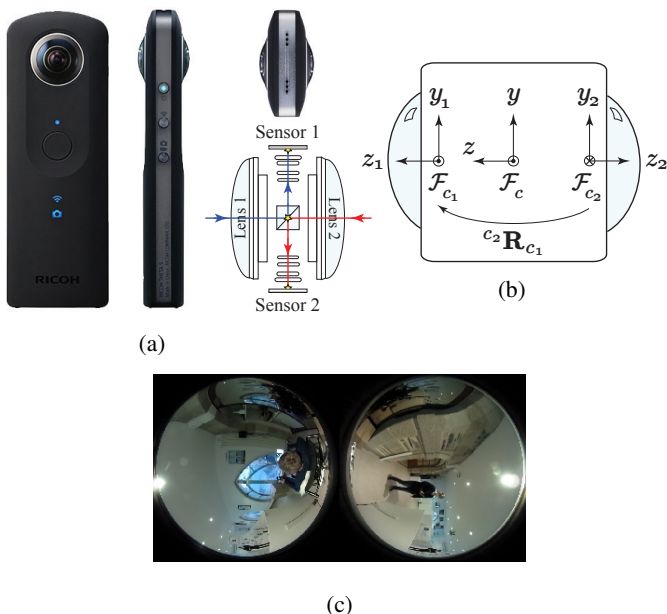 RICOH
Sensor 1
Lens 1
Lens 2
Sensor 2
(a)
y₁ y y₂
z₁ z z₂
𝓕c₁ 𝓕c 𝓕c₂
c₂Rc₁
(b)
(c)